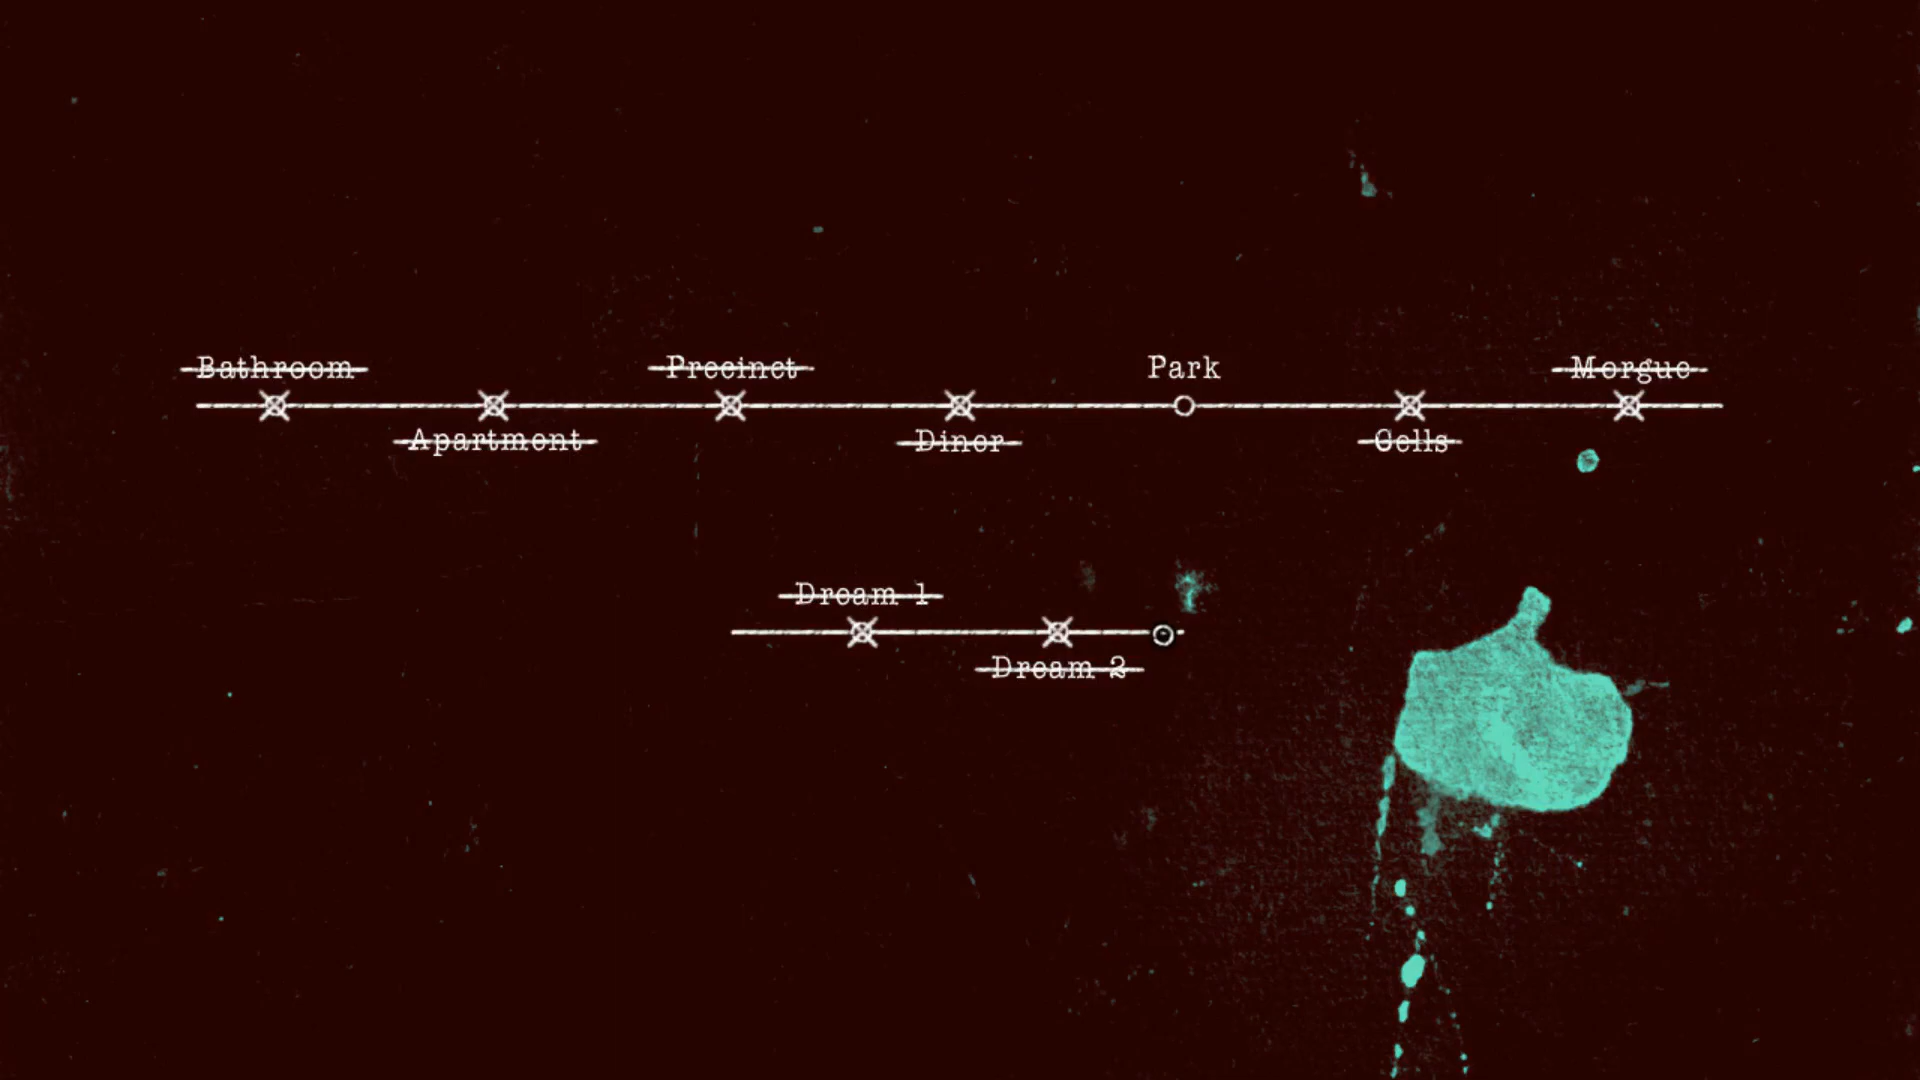 Bathroom
Precinct
Park
Morgue
Apartment
Diner
Cells
Dream 1
Dream 2